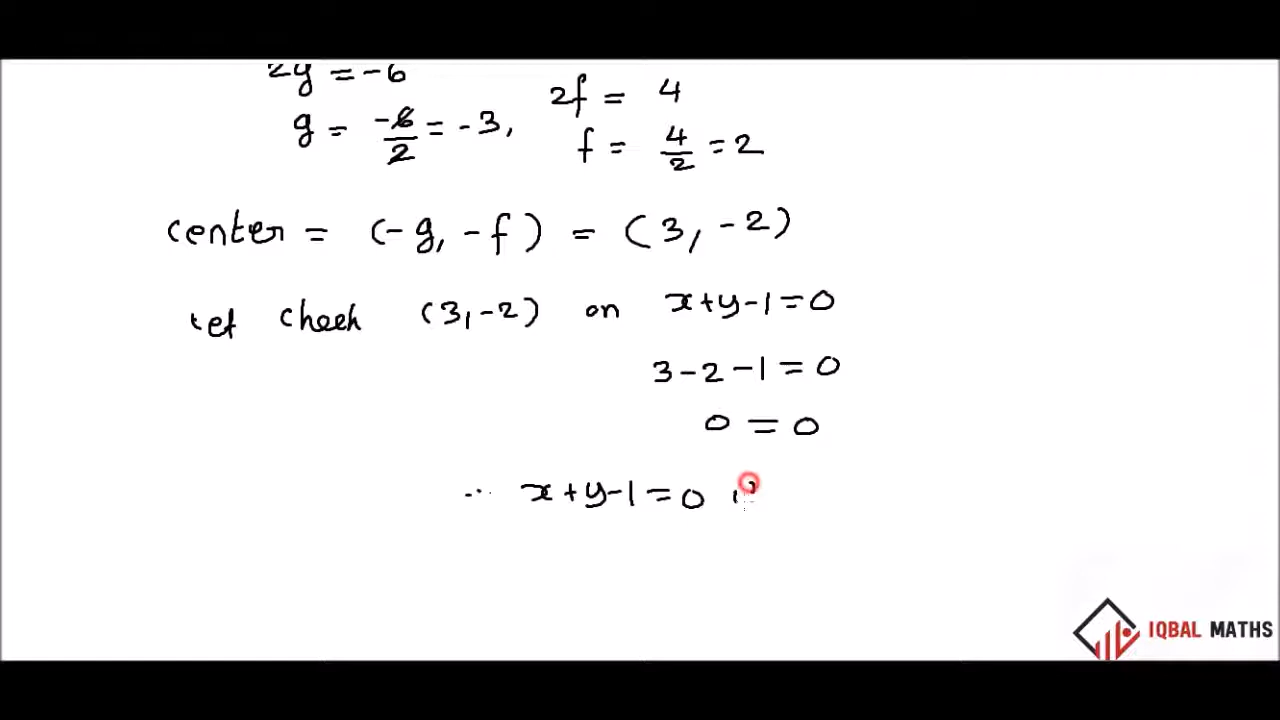 2g = -6
2f = 4
g = -6/2 = -3,
f = 4/2 = 2
center = (-g, -f) = (3, -2)
Let check (3, -2) on x+y-1=0
3-2-1=0
0 = 0
∴ x+y-1=0
IQBAL MATHS